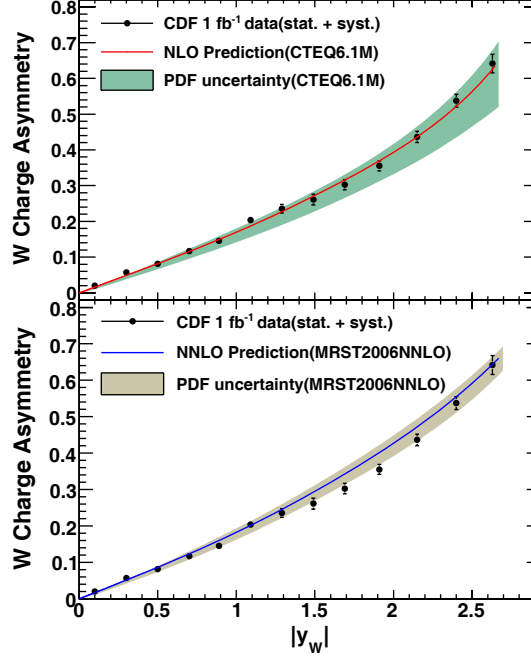 0.8
0.7
0.6
0.5
0.4
0.3
0.2
0.1
0
W Charge Asymmetry
CDF 1 fb⁻¹ data(stat. + syst.)
NLO Prediction(CTEQ6.1M)
PDF uncertainty(CTEQ6.1M)
0.8
0.7
0.6
0.5
0.4
0.3
0.2
0.1
0
W Charge Asymmetry
CDF 1 fb⁻¹ data(stat. + syst.)
NNLO Prediction(MRST2006NNLO)
PDF uncertainty(MRST2006NNLO)
0 0.5 1 1.5 2 2.5
|y_W|